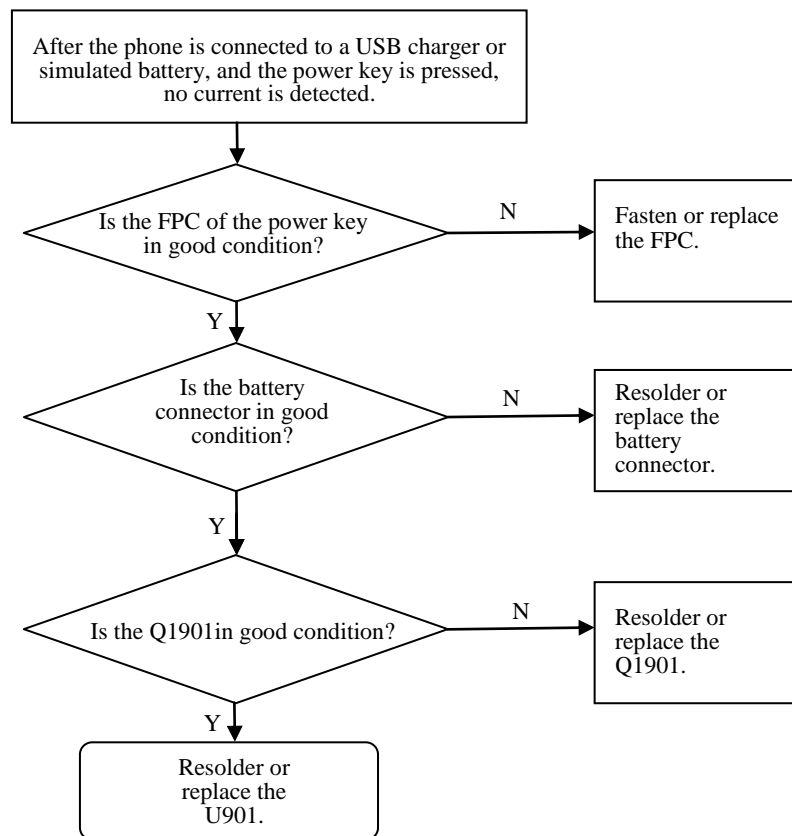 After the phone is connected to a USB charger or
simulated battery, and the power key is pressed,
no current is detected.
Is the FPC of the power key
in good condition?
N
Fasten or replace
the FPC.
Y
Is the battery
connector in good
condition?
N
Resolder or
replace the
battery
connector.
Y
Is the Q1901in good condition?
N
Resolder or
replace the
Q1901.
Y
Resolder or
replace the
U901.